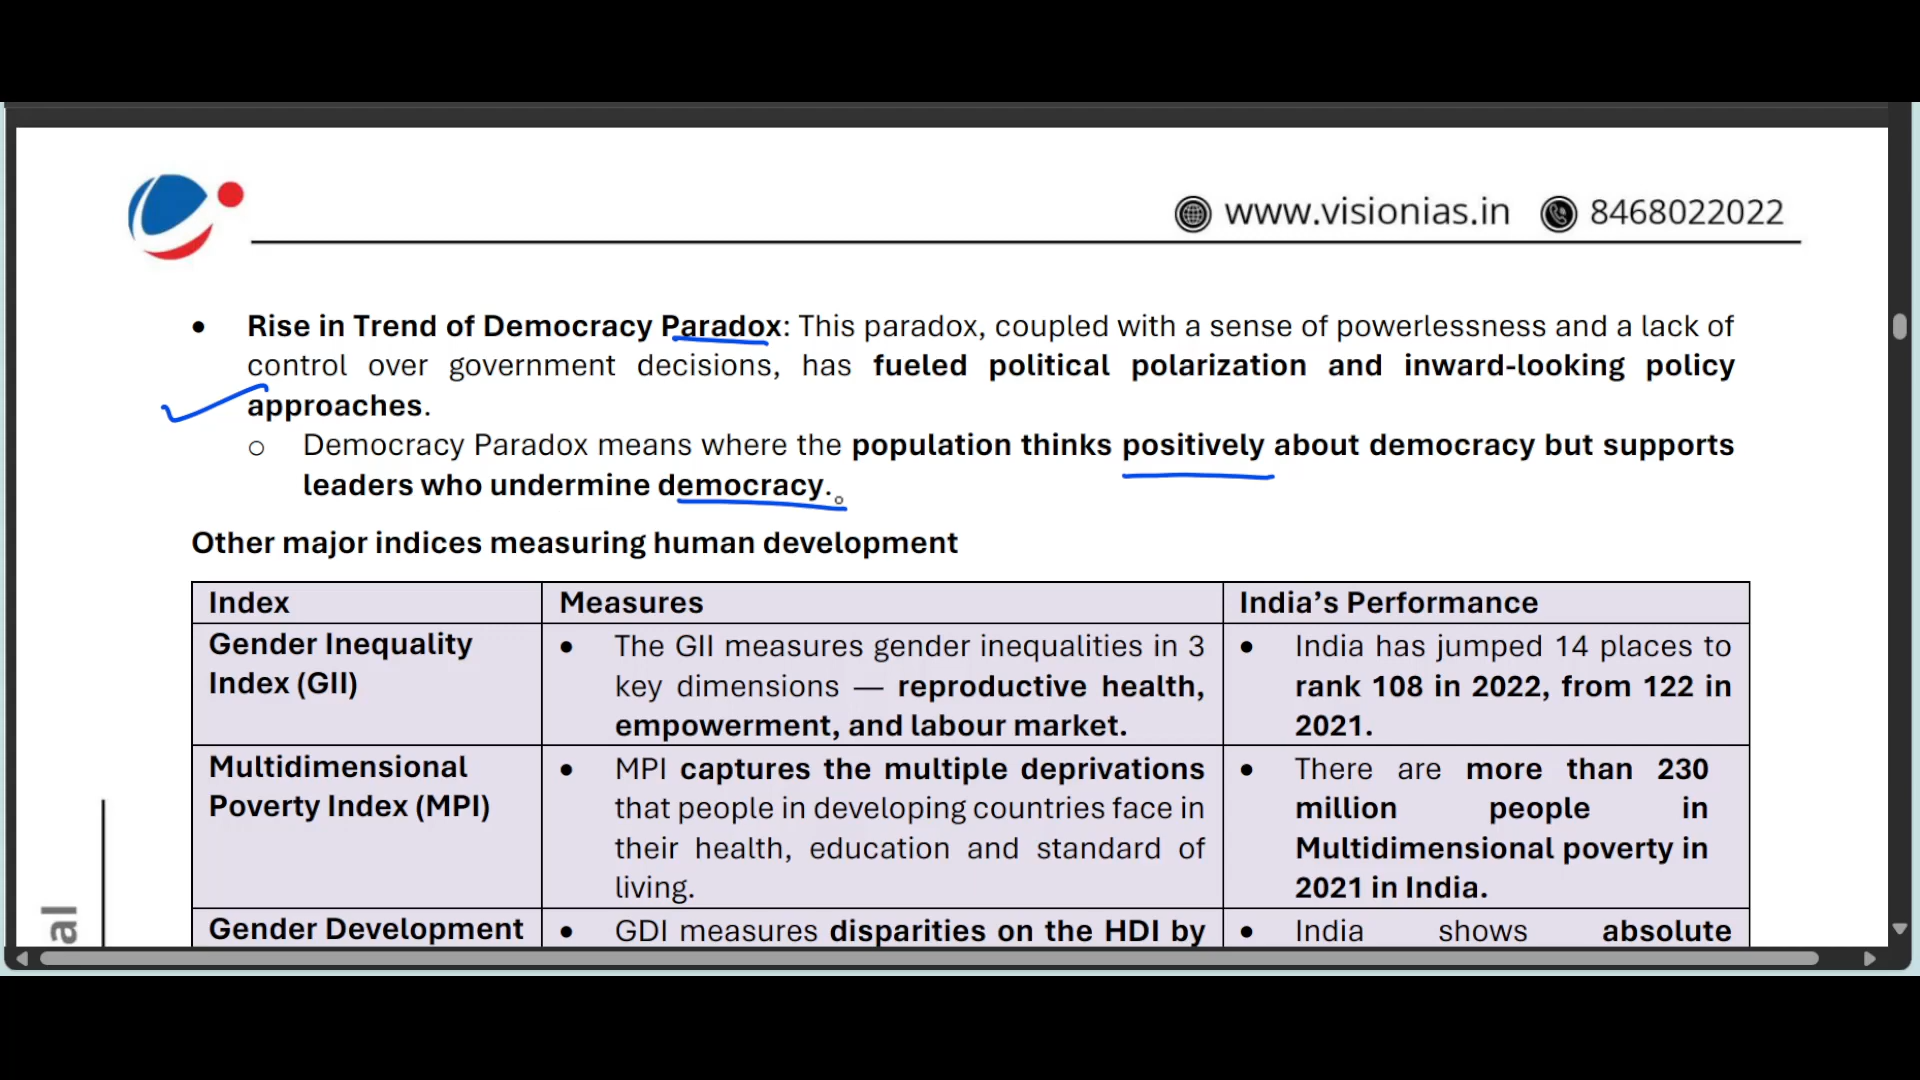 www.visionias.in 8468022022
• Rise in Trend of Democracy Paradox: This paradox, coupled with a sense of powerlessness and a lack of
control over government decisions, has fueled political polarization and inward-looking policy
approaches.
o Democracy Paradox means where the population thinks positively about democracy but supports
leaders who undermine democracy.
Other major indices measuring human development
Index
Measures
India’s Performance
Gender Inequality
Index (GII)
• The GII measures gender inequalities in 3
key dimensions — reproductive health,
empowerment, and labour market.
• India has jumped 14 places to
rank 108 in 2022, from 122 in
2021.
Multidimensional
Poverty Index (MPI)
• MPI captures the multiple deprivations
that people in developing countries face in
their health, education and standard of
living.
• There are more than 230
million people in
Multidimensional poverty in
2021 in India.
Gender Development
• GDI measures disparities on the HDI by
• India shows absolute
al